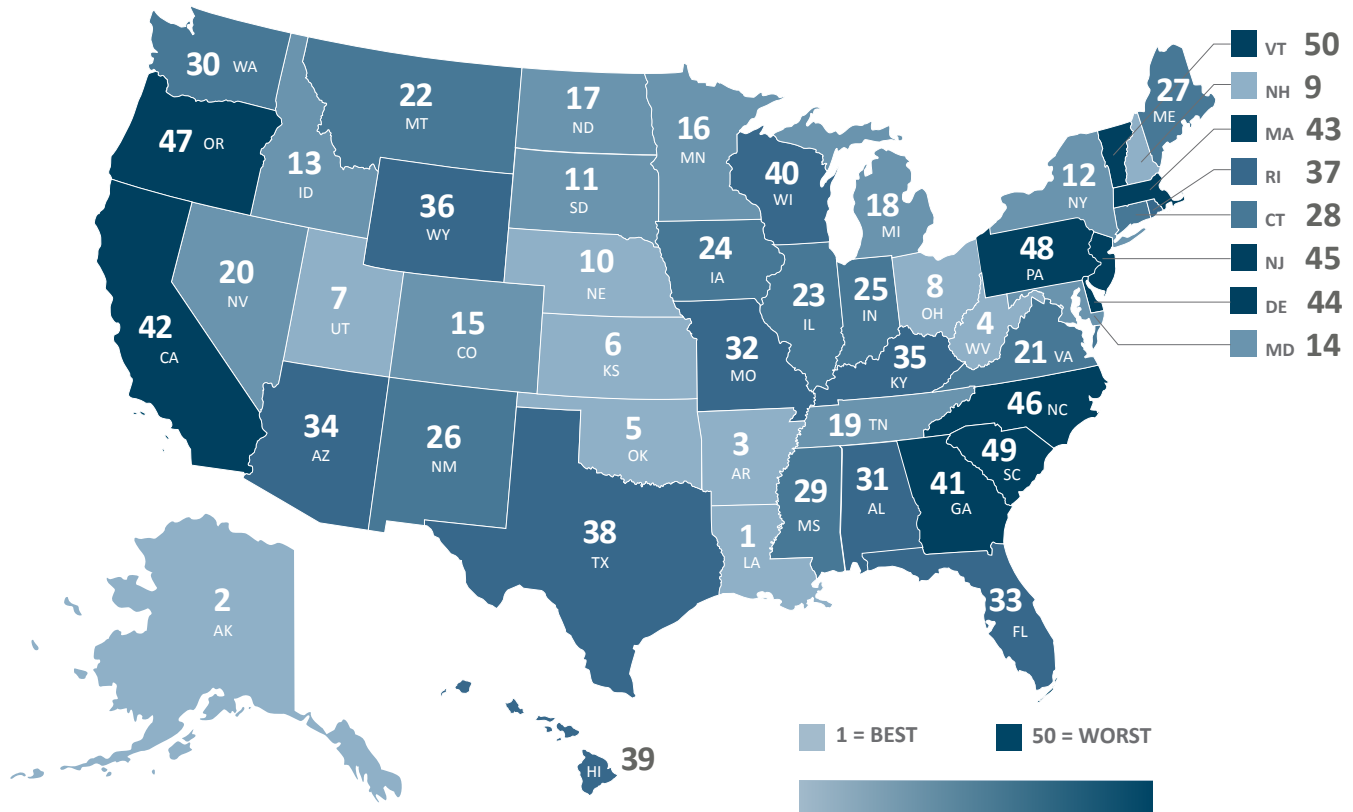 30 WA
47 OR
42 CA
13
ID
20
NV
22
MT
36
WY
7
UT
34
AZ
15
CO
26
NM
17
ND
11
SD
10
NE
6
KS
5
OK
38
TX
16
MN
24
IA
32
MO
3
AR
1
LA
40
WI
23
IL
18
MI
25
IN
8
OH
35
KY
19 TN
29
MS
31
AL
41
GA
33
FL
49
SC
46 NC
21 VA
4
WV
48
PA
12
NY
27
ME
VT 50
NH 9
MA 43
RI 37
CT 28
NJ 45
DE 44
MD 14
2
AK
HI 39
1 = BEST
50 = WORST